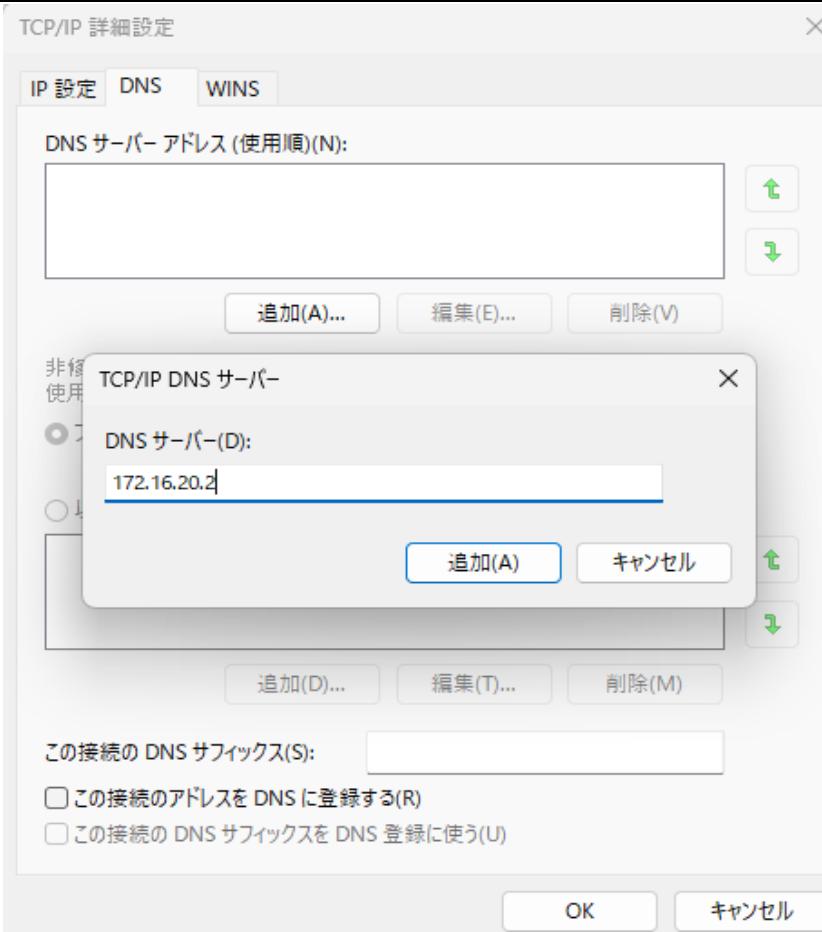 TCP/IP 詳細設定
IP 設定 DNS WINS
DNS サーバー アドレス (使用順)(N):
追加(A)... 編集(E)... 削除(V)
TCP/IP DNS サーバー
DNS サーバー(D):
172.16.20.2
追加(A) キャンセル
追加(D)... 編集(T)... 削除(M)
この接続の DNS サフィックス(S):
この接続のアドレスを DNS に登録する(R)
この接続の DNS サフィックスを DNS 登録に使う(U)
OK キャンセル